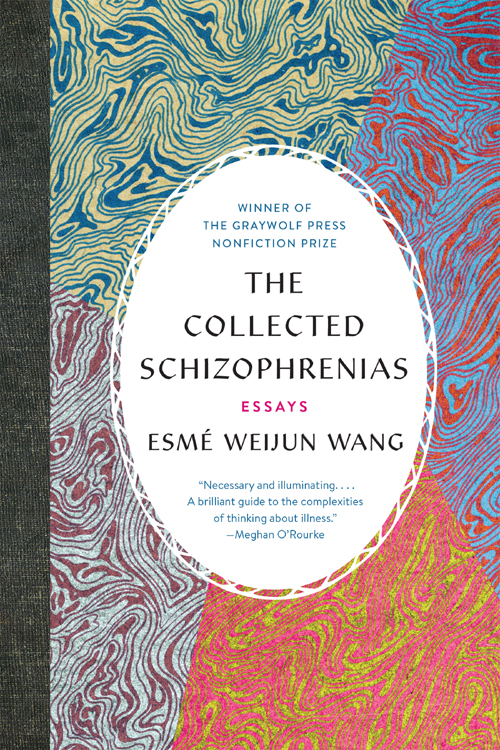 WINNER OF
THE GRAYWOLF PRESS
NONFICTION PRIZE
THE
COLLECTED
SCHIZOPHRENIAS
ESSAYS
ESMÉ WEIJUN WANG
“Necessary and illuminating. . . .
A brilliant guide to the complexities
of thinking about illness.”
—Meghan O’Rourke